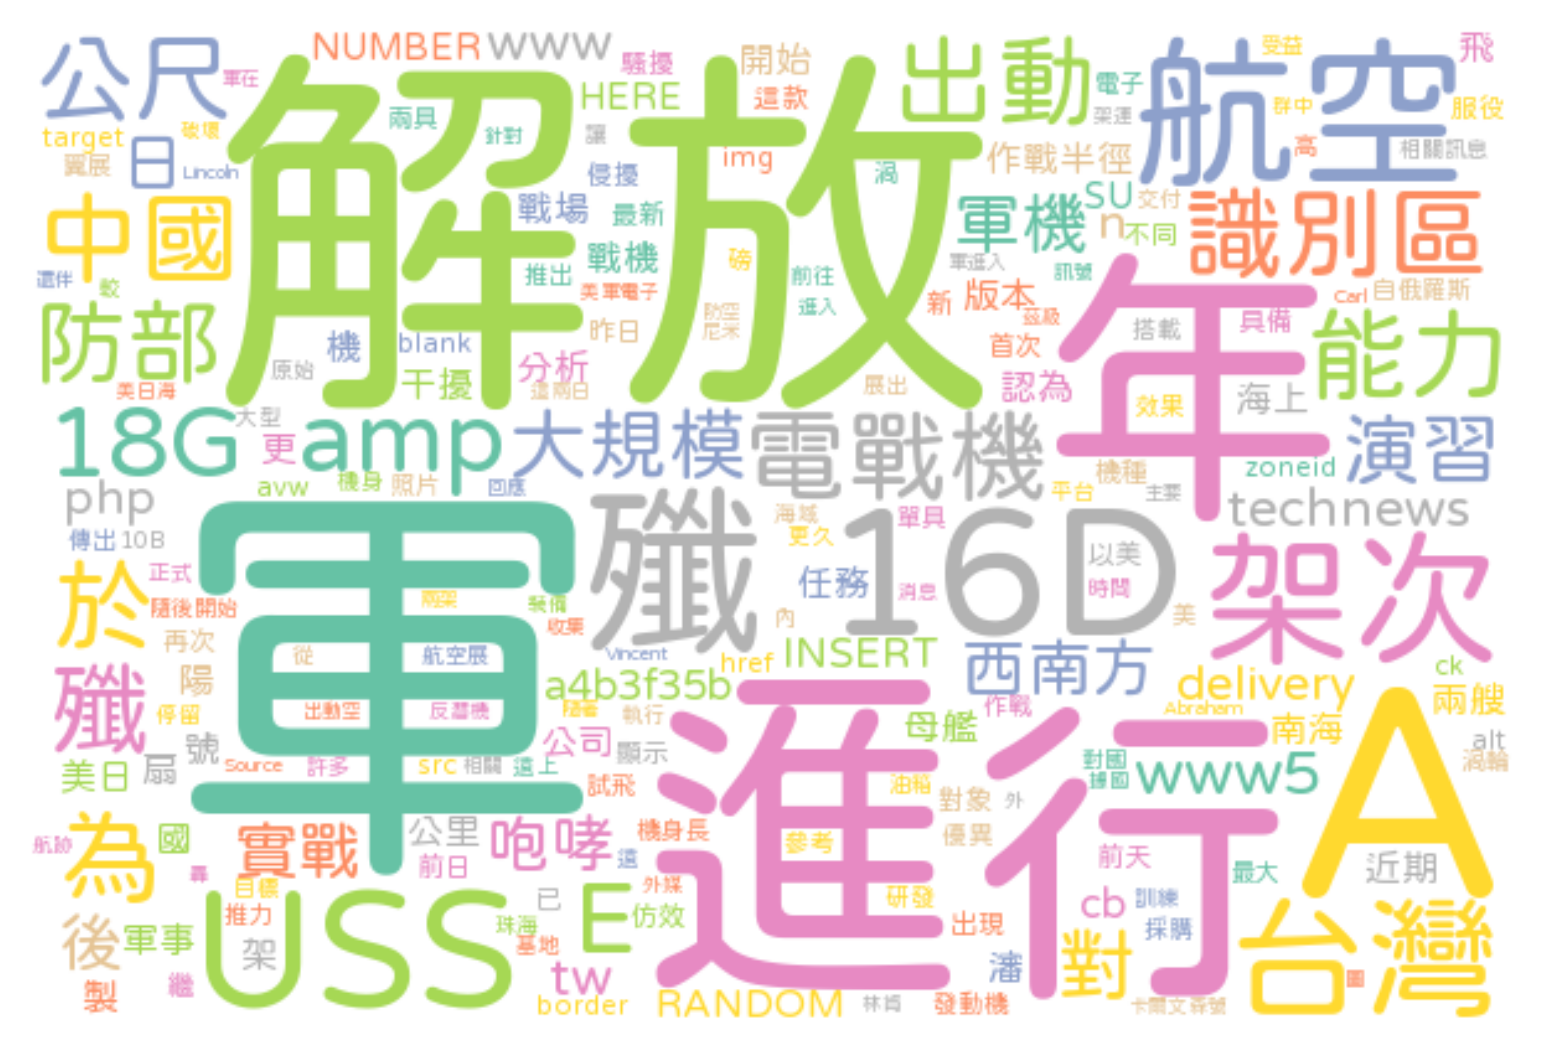 公尺
軍在
NUMBER
www
騷擾
開始
出動
電子
航空
受益
飛
target
破壞
解放
兩具
針對
HERE
讓
這款
架運
群中
服役
翼展
日
Lincoln
img
渦
作戰半徑
高
相關訊息
中國
侵擾
戰場
最新
軍機
SU
交付
n
不同
識別區
還伴
較
推出
戰機
磅
前往
軍進入
訊號
美軍電子
進入
新
版本
茲級
Carl
自俄羅斯
防部
機
blank
昨日
防空
尼米
首次
年
搭載
具備
能力
原始
干擾
分析
這兩日
展出
認為
效果
海上
美日海
18G
大型
更
amp
大規模
電戰機
機種
zoneid
演習
php
avw
機身
照片
回應
平台
主要
technews
傳出
10B
殲
16D
海域
更久
單具
以美
架次
於
正式
軍
兩架
裝備
任務
消息
時間
隨後開始
收集
內
美
再次
從
航空展
Vincent
href
INSERT
西南方
ck
殲
陽
停留
出動空
反潛機
a4b3f35b
隨著
執行
進行
母艦
作戰
delivery
Abraham
兩艘
南海
A
美日
扇
號
Source
許多
src
相關
這上
公司
顯示
對國
據國
www5
alt
渦輪
試飛
油箱
對象
外
航跡
為
國
實戰
公里
咆哮
機身長
參考
優異
前天
最大
近期
轟
前日
遠
自標
推力
USS
E
已
外媒
仿效
研發
出現
cb
訓練
採購
台灣
後
軍事
架
珠海
基地
瀋
對
製
繼
tw
border
RANDOM
林肯
發動機
卡爾文森號
圖